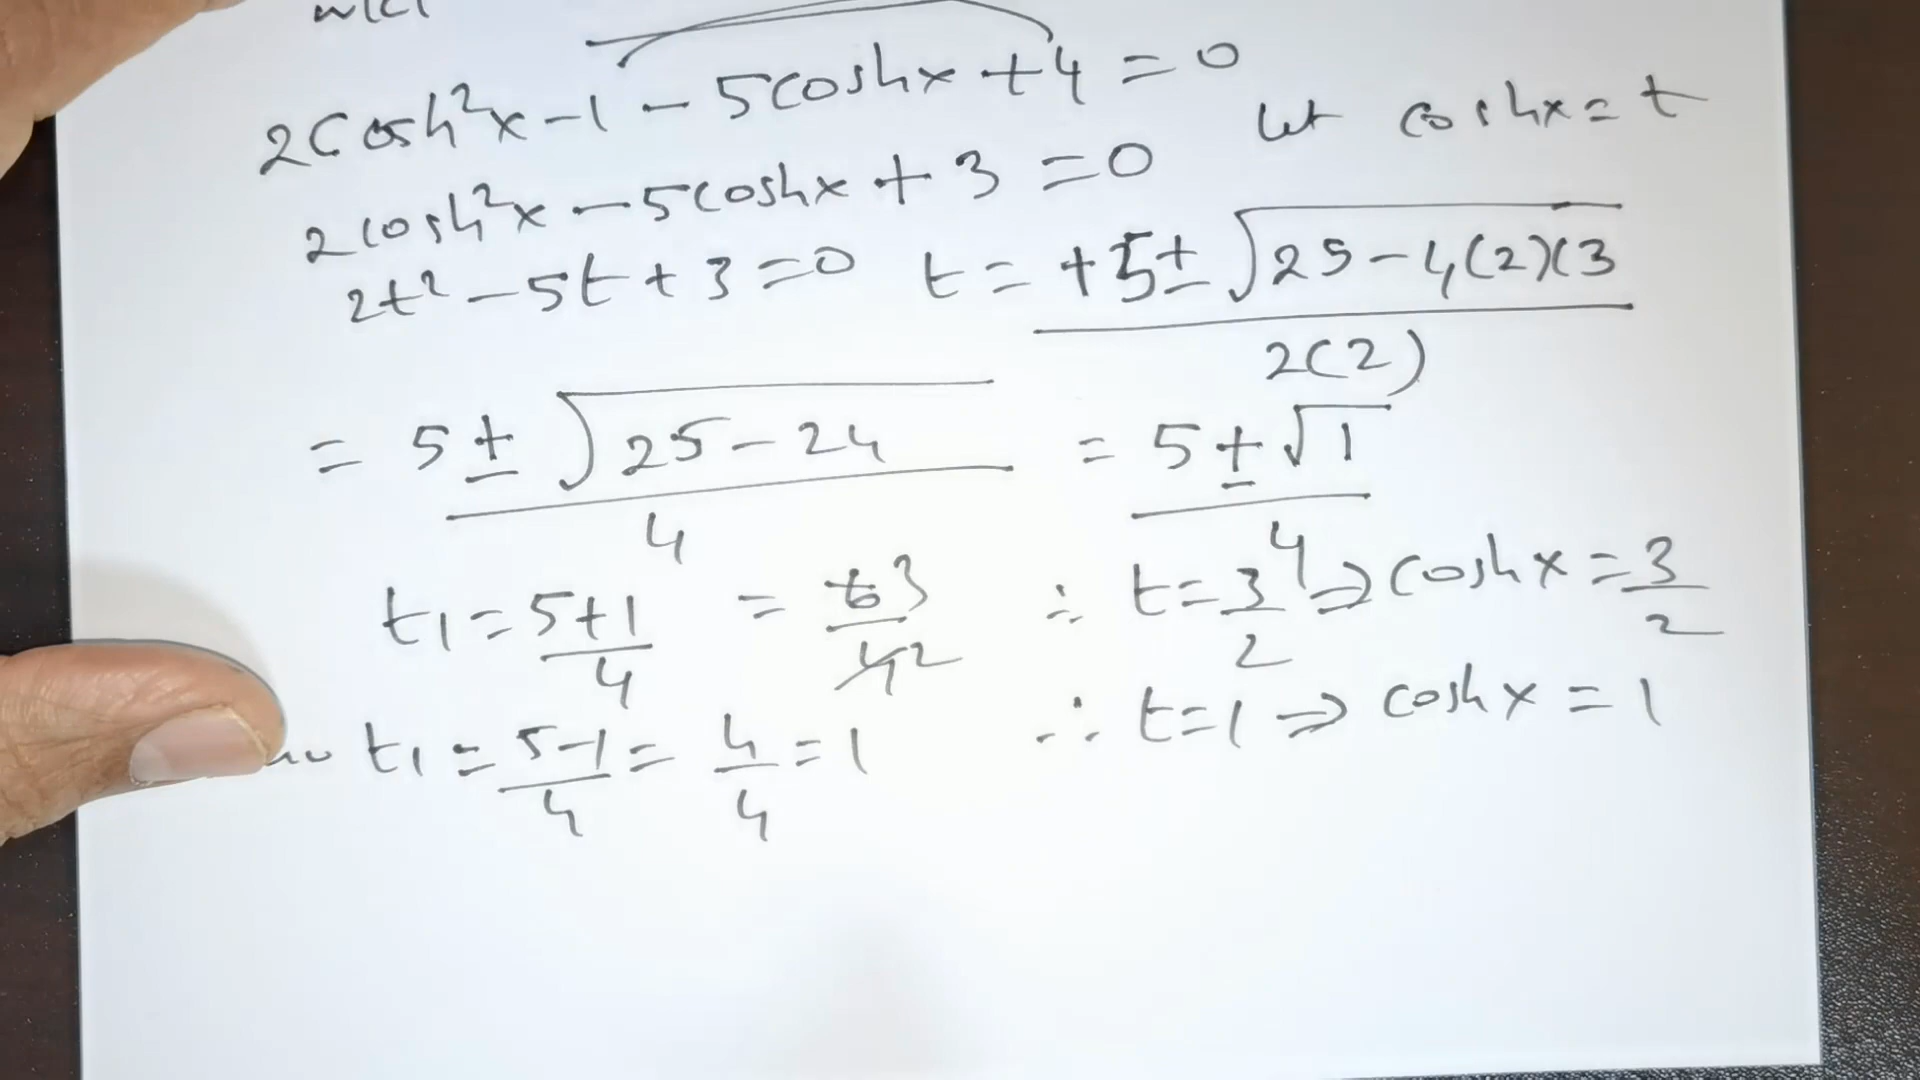 2Cosh²x - 1 - 5coshx + 4 = 0
let coshx = t
2cosh²x - 5coshx + 3 = 0
2t² - 5t + 3 = 0 t = +5 ± √25 - 4(2)(3 / 2(2)
= 5 ± √25 - 24 / 4 = 5 ± √1 / 4
t1 = 5+1 / 4 = 6 3 / 4 2 ∴ t = 3/2 ⇒ coshx = 3/2
t1 = 5-1 / 4 = 4/4 = 1 ∴ t = 1 ⇒ coshx = 1